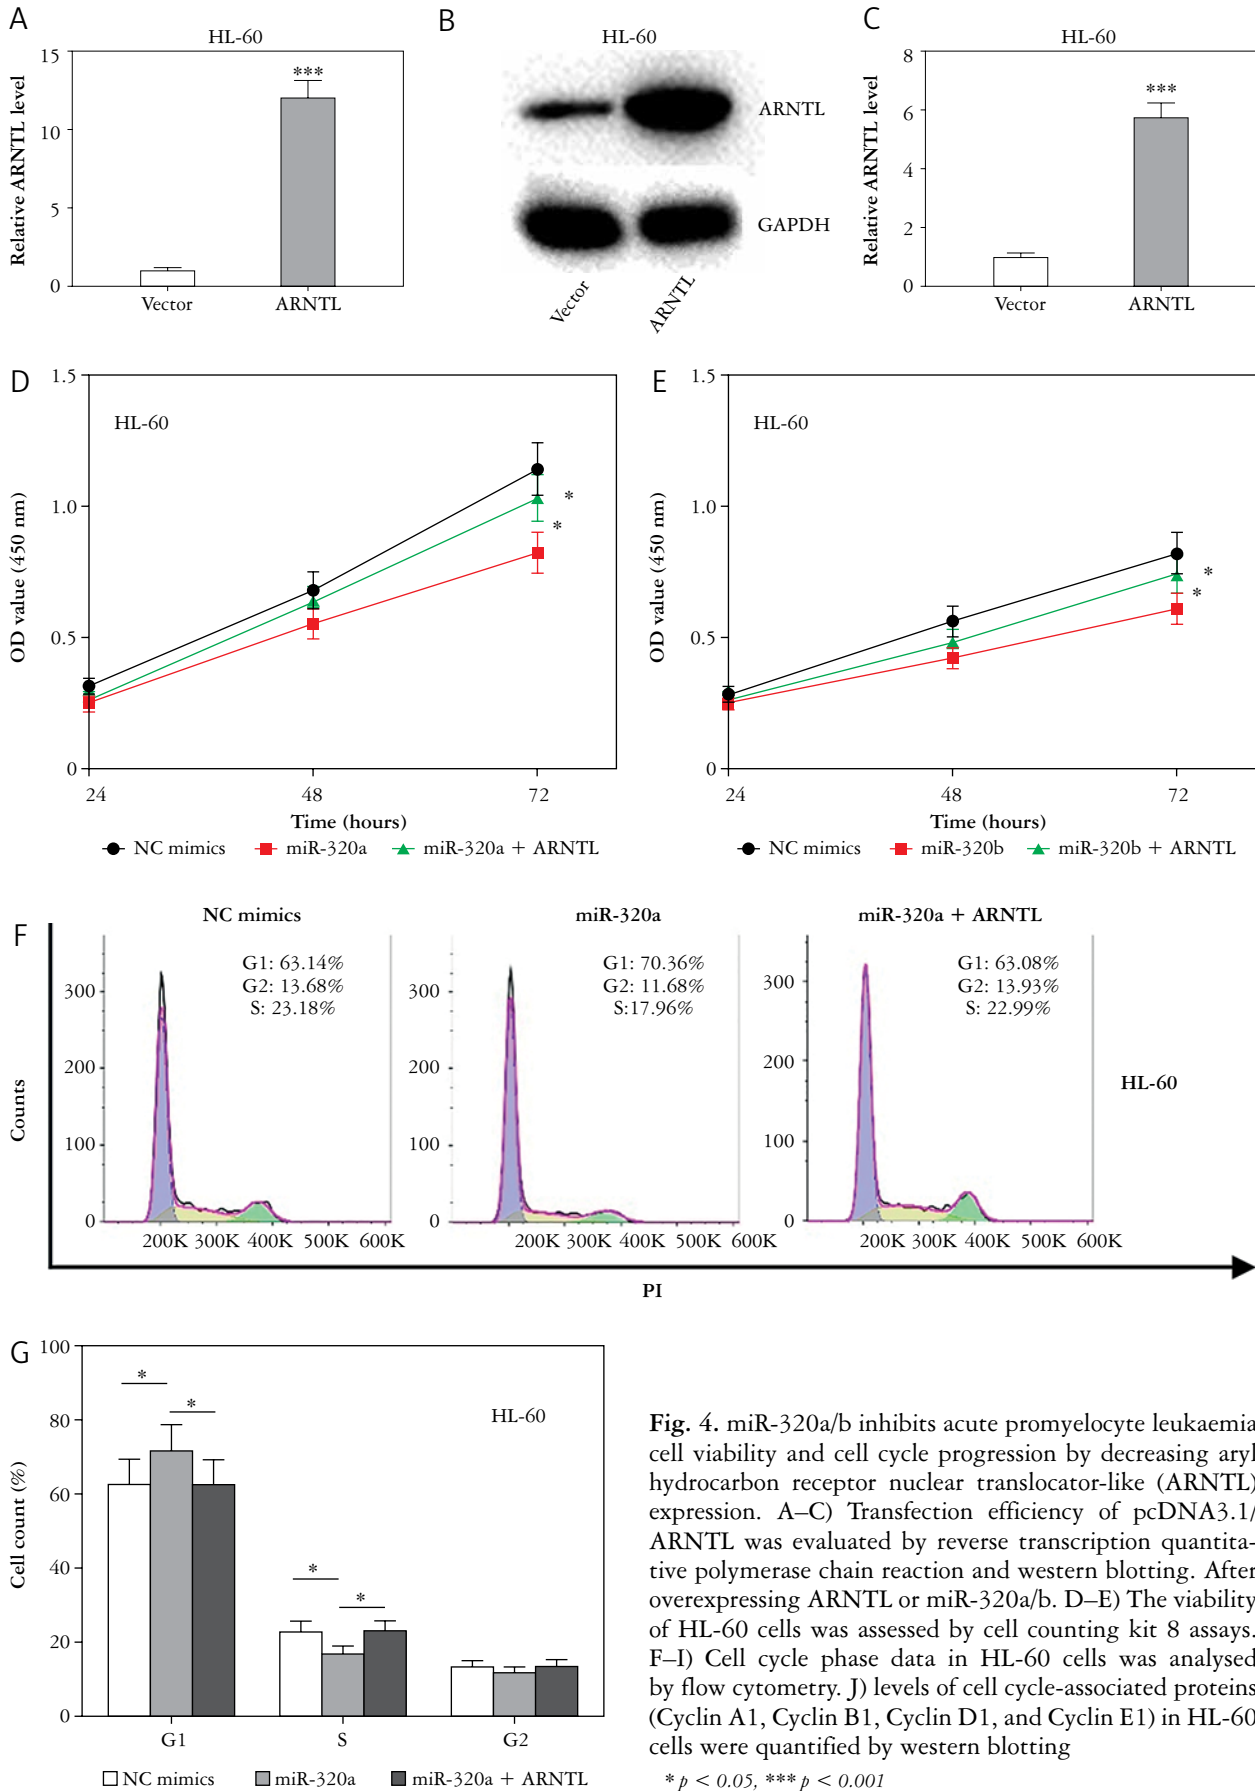 A
HL-60
Relative ARNTL level
15
10
5
0
Vector
ARNTL
***
B
HL-60
ARNTL
GAPDH
Vector
ARNTL
C
HL-60
Relative ARNTL level
8
6
4
2
0
Vector
ARNTL
***
D
HL-60
OD value (450 nm)
1.5
1.0
0.5
0
24
48
72
Time (hours)
*
*
NC mimics
miR-320a
miR-320a + ARNTL
E
HL-60
OD value (450 nm)
1.5
1.0
0.5
0
24
48
72
Time (hours)
*
*
NC mimics
miR-320b
miR-320b + ARNTL
F
Counts
NC mimics
G1: 63.14%
G2: 13.68%
S: 23.18%
300
200
100
0
200K 300K 400K 500K 600K
miR-320a
G1: 70.36%
G2: 11.68%
S:17.96%
300
200
100
0
200K 300K 400K 500K 600K
miR-320a + ARNTL
G1: 63.08%
G2: 13.93%
S: 22.99%
300
200
100
0
200K 300K 400K 500K 600K
HL-60
PI
G
HL-60
Cell count (%)
100
80
60
40
20
0
*
*
*
*
G1
S
G2
NC mimics
miR-320a
miR-320a + ARNTL
Fig. 4. miR-320a/b inhibits acute promyelocyte leukaemia
cell viability and cell cycle progression by decreasing aryl
hydrocarbon receptor nuclear translocator-like (ARNTL)
expression. A–C) Transfection efficiency of pcDNA3.1/
ARNTL was evaluated by reverse transcription quantita-
tive polymerase chain reaction and western blotting. After
overexpressing ARNTL or miR-320a/b. D–E) The viability
of HL-60 cells was assessed by cell counting kit 8 assays.
F–I) Cell cycle phase data in HL-60 cells was analysed
by flow cytometry. J) levels of cell cycle-associated proteins
(Cyclin A1, Cyclin B1, Cyclin D1, and Cyclin E1) in HL-60
cells were quantified by western blotting
* p < 0.05, *** p < 0.001